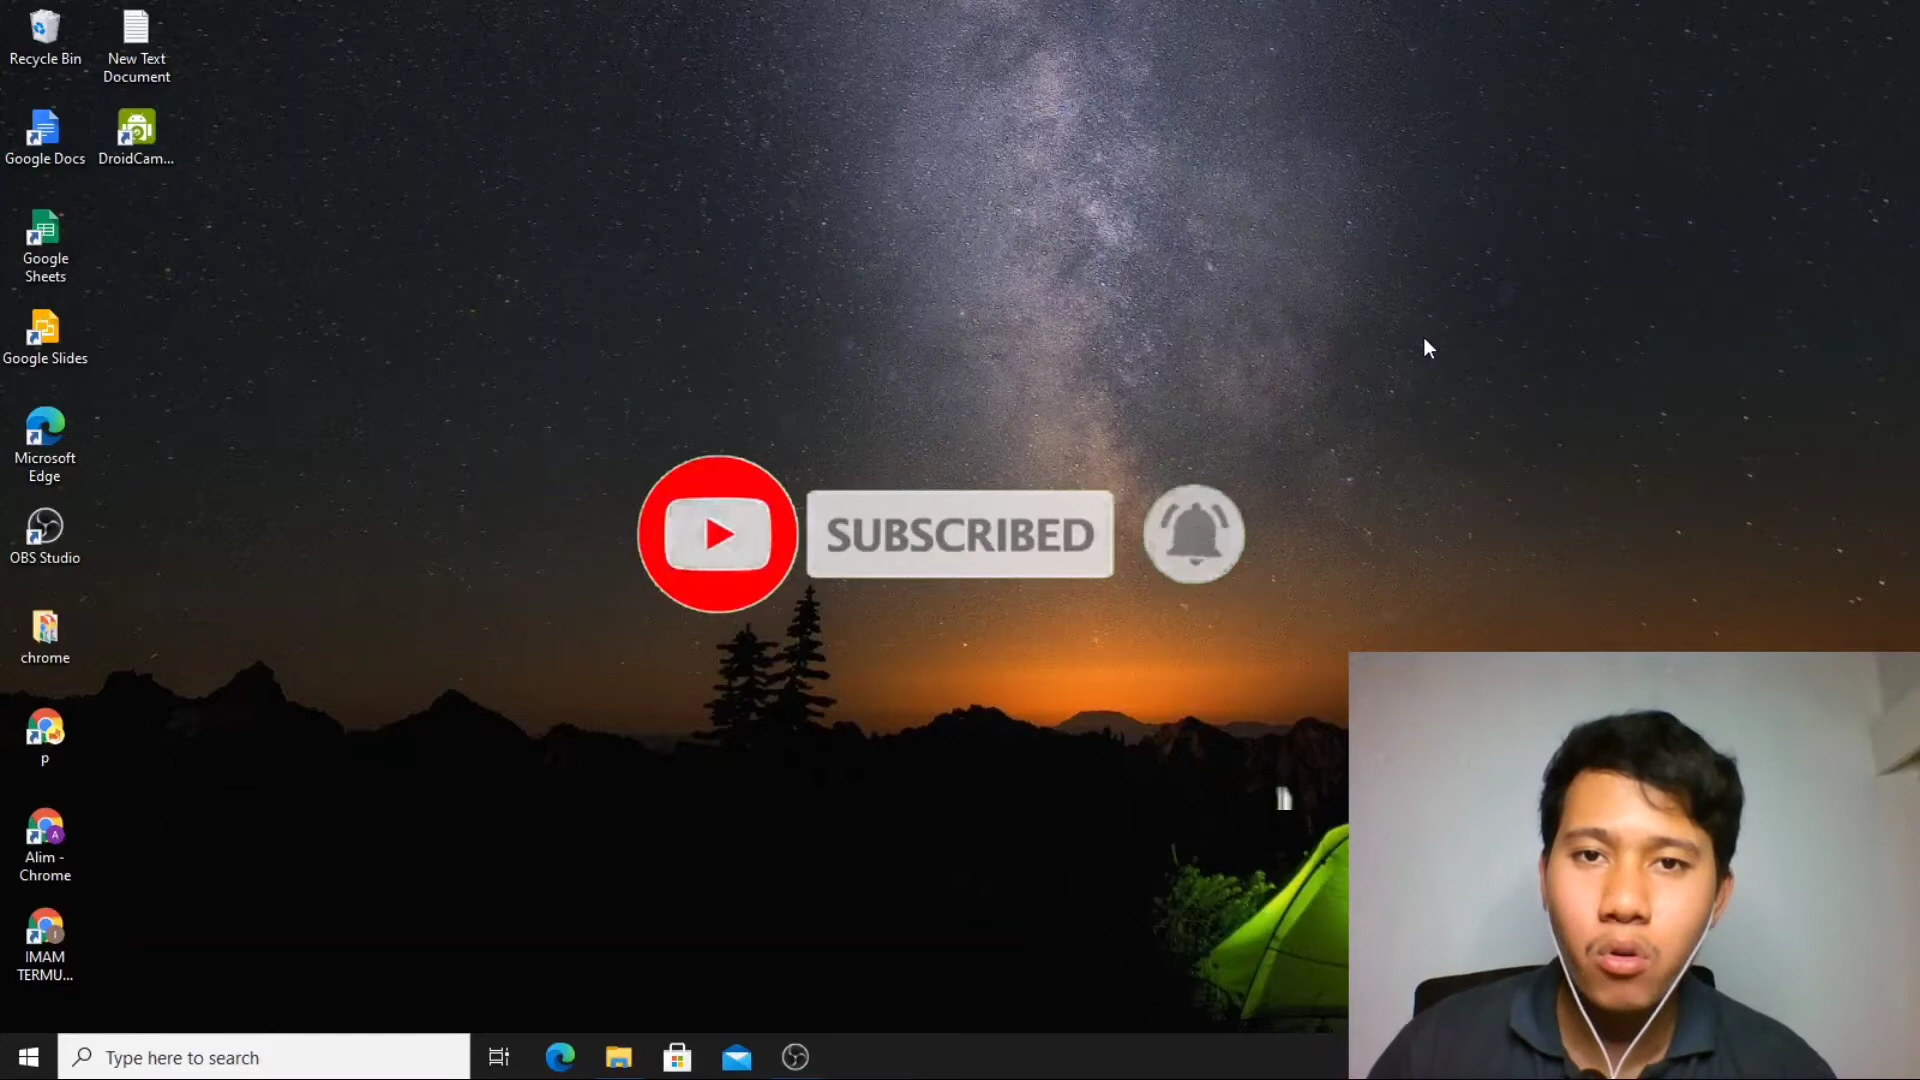 Recycle Bin
New Text
Document
Google Docs
DroidCam...
Google
Sheets
Google Slides
Microsoft
Edge
OBS Studio
chrome
p
Alim -
Chrome
IMAM
TERMU...
SUBSCRIBED
Type here to search